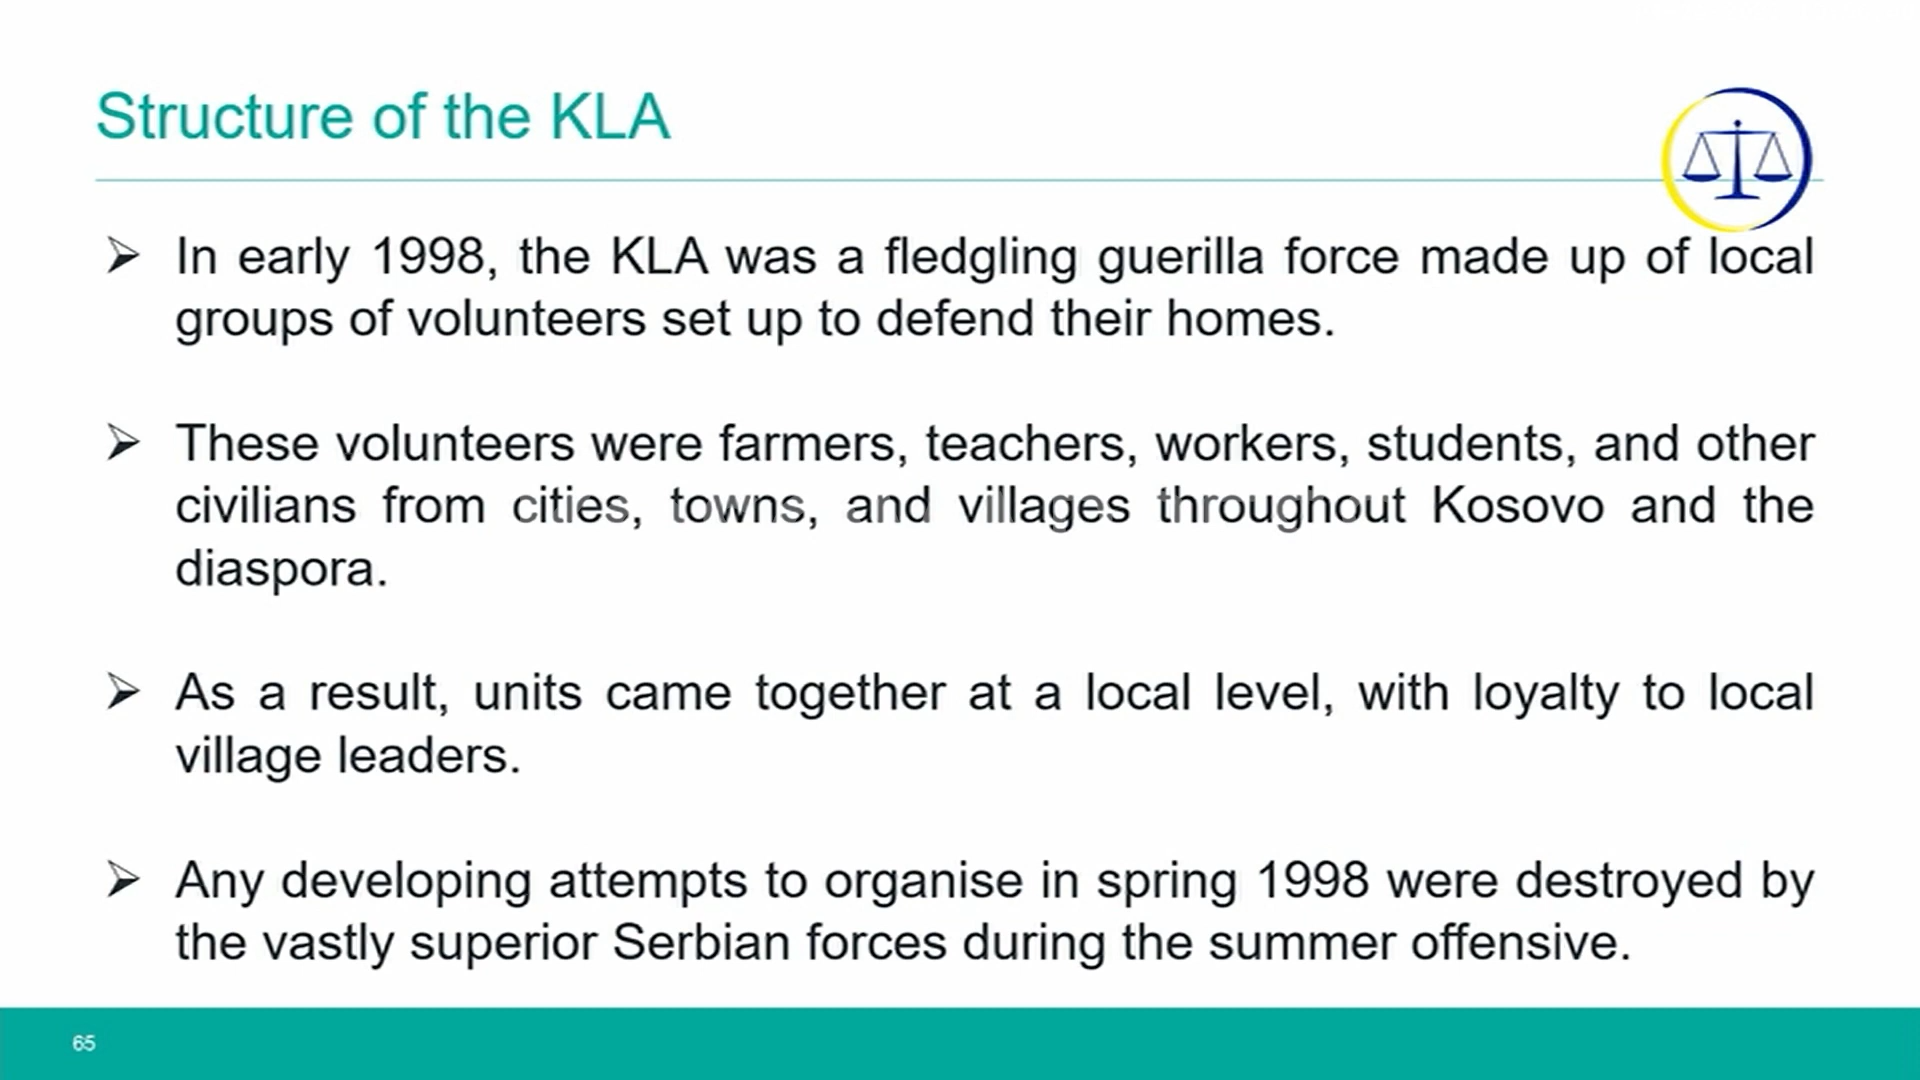 Structure of the KLA
In early 1998, the KLA was a fledgling guerilla force made up of local
groups of volunteers set up to defend their homes.
These volunteers were farmers, teachers, workers, students, and other
civilians from cities, towns, and villages throughout Kosovo and the
diaspora.
As a result, units came together at a local level, with loyalty to local
village leaders.
Any developing attempts to organise in spring 1998 were destroyed by
the vastly superior Serbian forces during the summer offensive.
65